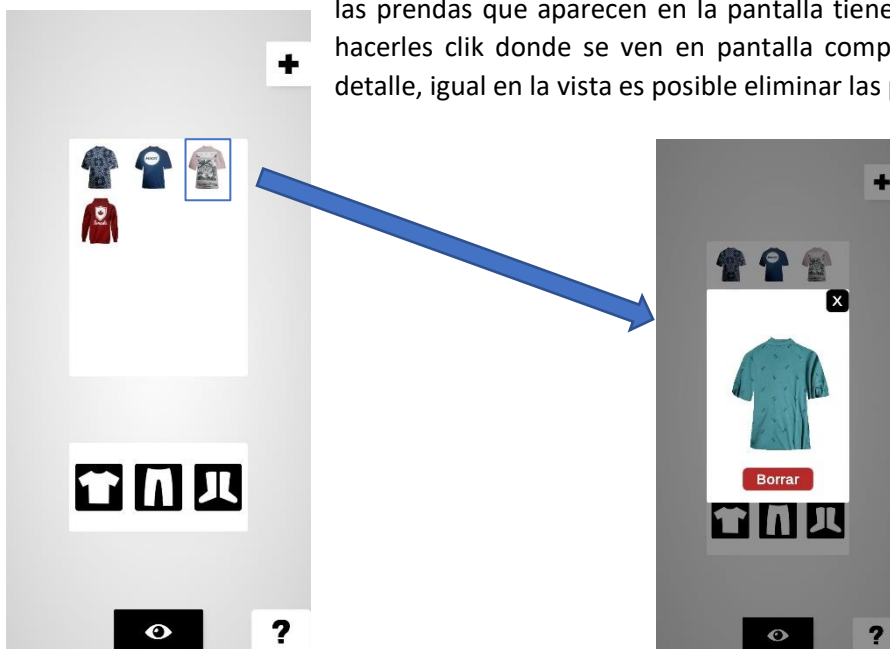 las prendas que aparecen en la pantalla tiene
hacerles clik donde se ven en pantalla comp
detalle, igual en la vista es posible eliminar las
+
?
+
X
Borrar
?